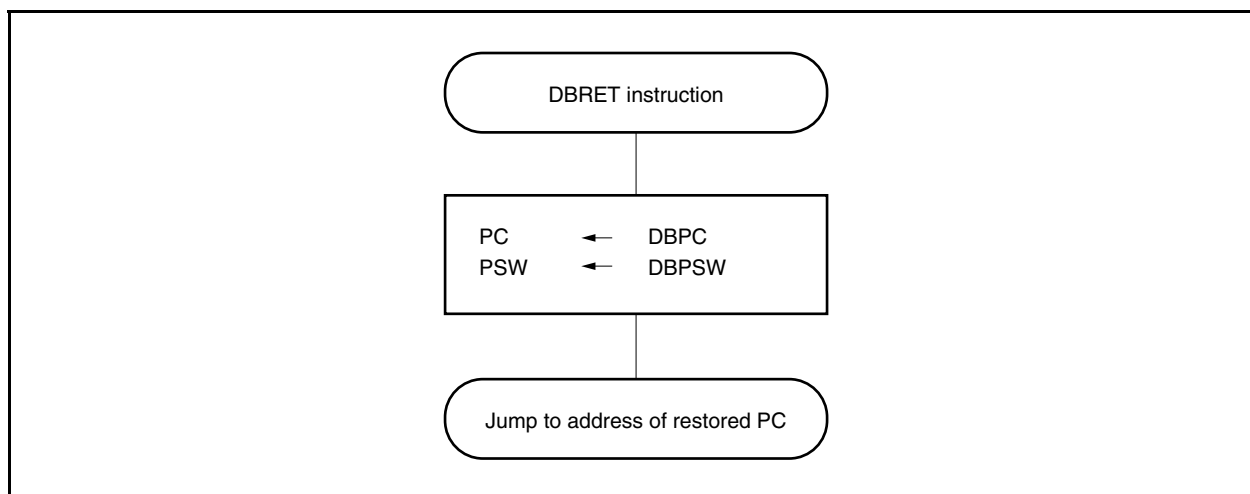 DBRET instruction
PC ← DBPC
PSW ← DBPSW
Jump to address of restored PC